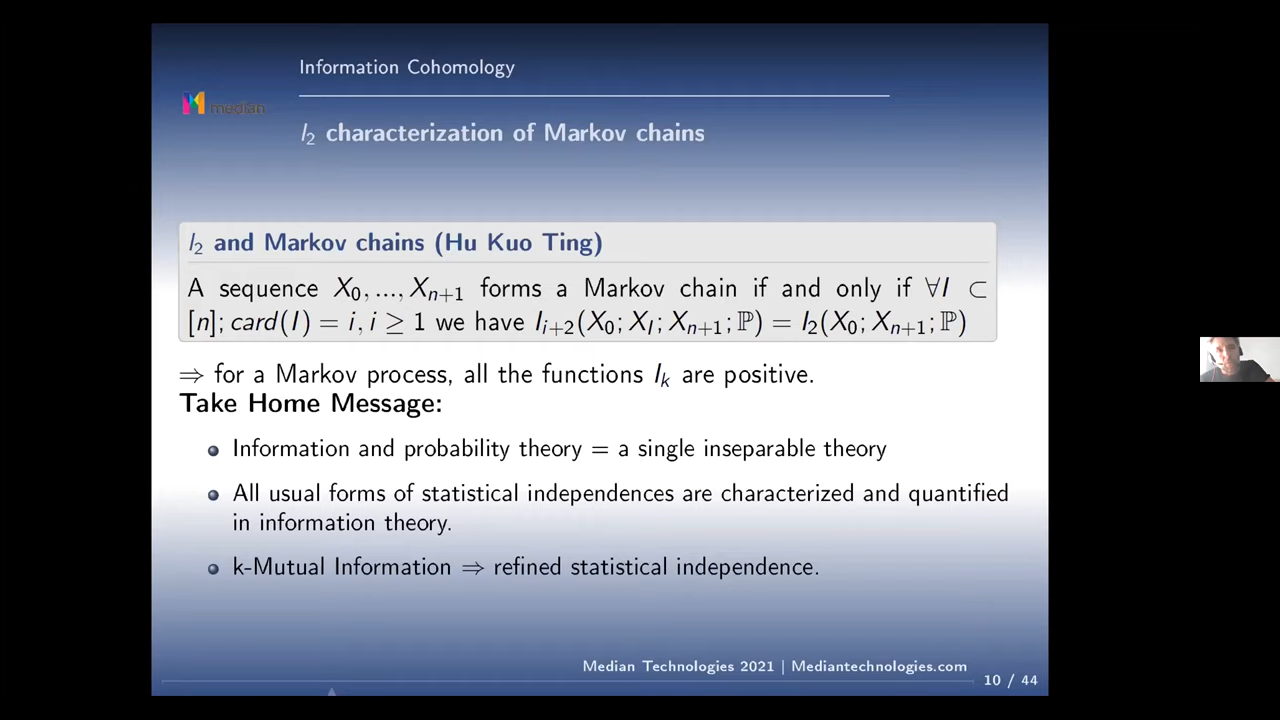 Information Cohomology
median
I₂ characterization of Markov chains
I₂ and Markov chains (Hu Kuo Ting)
A sequence X₀, ..., Xₙ₊₁ forms a Markov chain if and only if ∀I ⊂
[n]; card(I) = i, i ≥ 1 we have Iᵢ₊₂(X₀; X_I; Xₙ₊₁; ℙ) = I₂(X₀; Xₙ₊₁; ℙ)
⇒ for a Markov process, all the functions Iₖ are positive.
Take Home Message:
Information and probability theory = a single inseparable theory
All usual forms of statistical independences are characterized and quantified
in information theory.
k-Mutual Information ⇒ refined statistical independence.
Median Technologies 2021 | Mediantechnologies.com
10 / 44